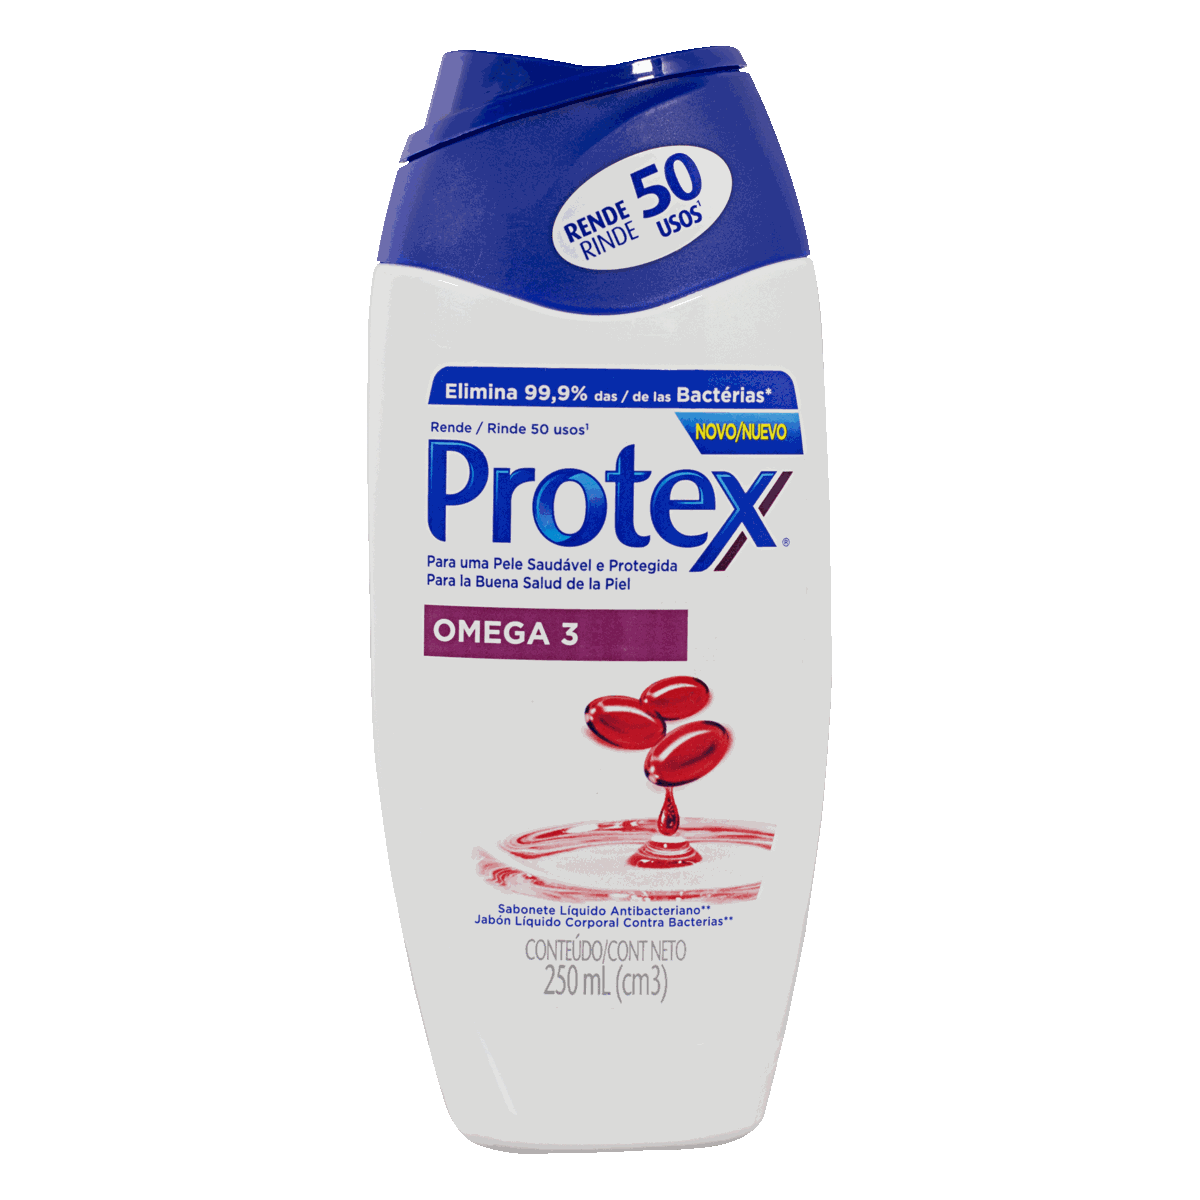 RENDE 50
RINDE USOS¹
Elimina 99,9% das / de las Bactérias*
Rende / Rinde 50 usos¹
NOVO/NUEVO
Protex®
Para uma Pele Saudável e Protegida
Para la Buena Salud de la Piel
OMEGA 3
Sabonete Líquido Antibacteriano**
Jabón Líquido Corporal Contra Bacterias**
CONTEÚDO/CONT NETO
250 mL (cm3)